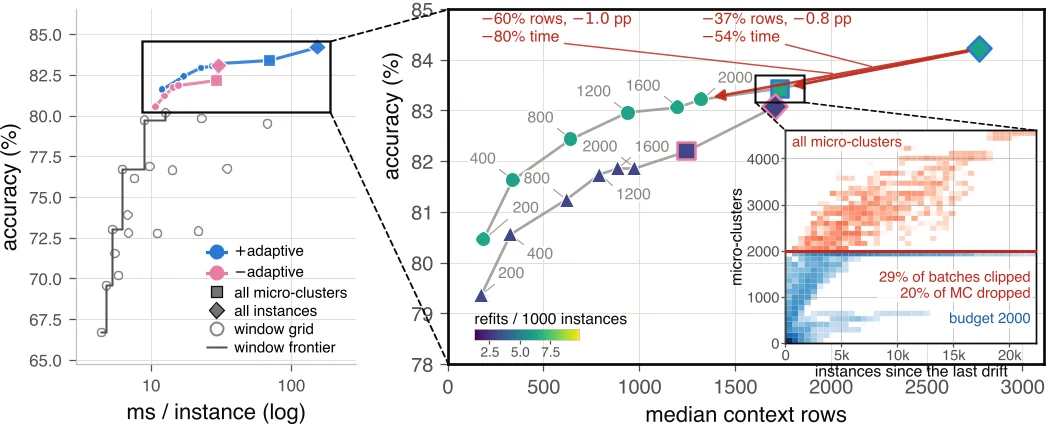 85.0
82.5
80.0
77.5
75.0
72.5
70.0
67.5
65.0
accuracy (%)
10
100
ms / instance (log)
+adaptive
−adaptive
all micro-clusters
all instances
window grid
window frontier
85
84
83
82
81
80
79
78
accuracy (%)
0
500
1000
1500
2000
2500
3000
median context rows
−60% rows, −1.0 pp
−80% time
−37% rows, −0.8 pp
−54% time
200
400
800
1200
1600
2000
200
400
800
1200
1600
2000
refits / 1000 instances
2.5
5.0
7.5
all micro-clusters
4000
3000
2000
1000
0
micro-clusters
29% of batches clipped
20% of MC dropped
budget 2000
0
5k
10k
15k
20k
instances since the last drift